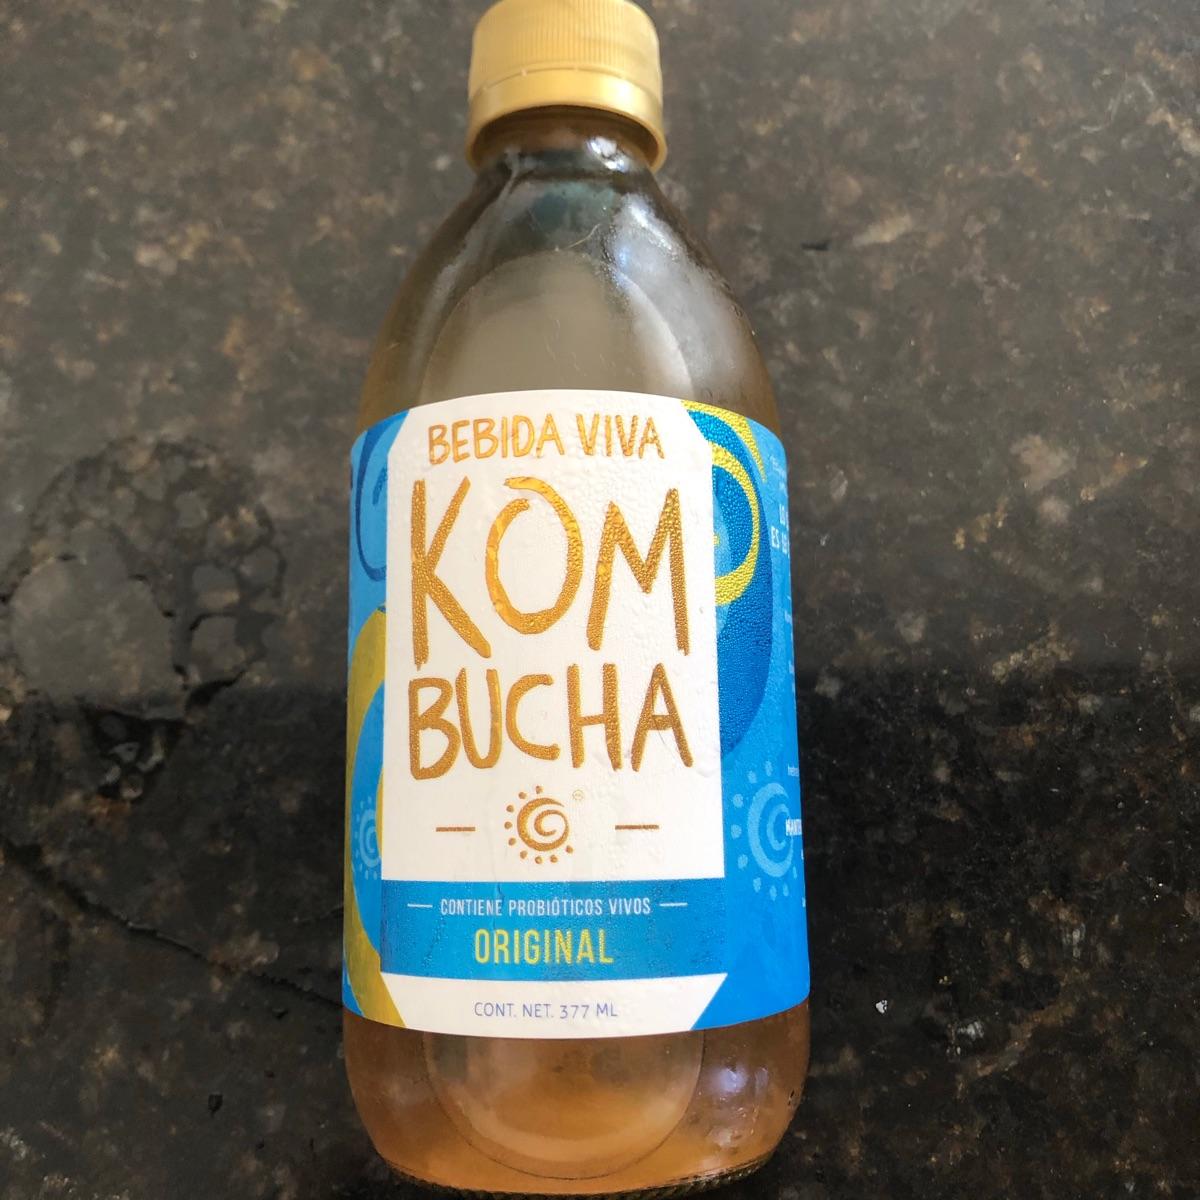 BEBIDA VIVA
KOM
BUCHA
CONTIENE PROBIÓTICOS VIVOS
ORIGINAL
CONT. NET. 377 ML